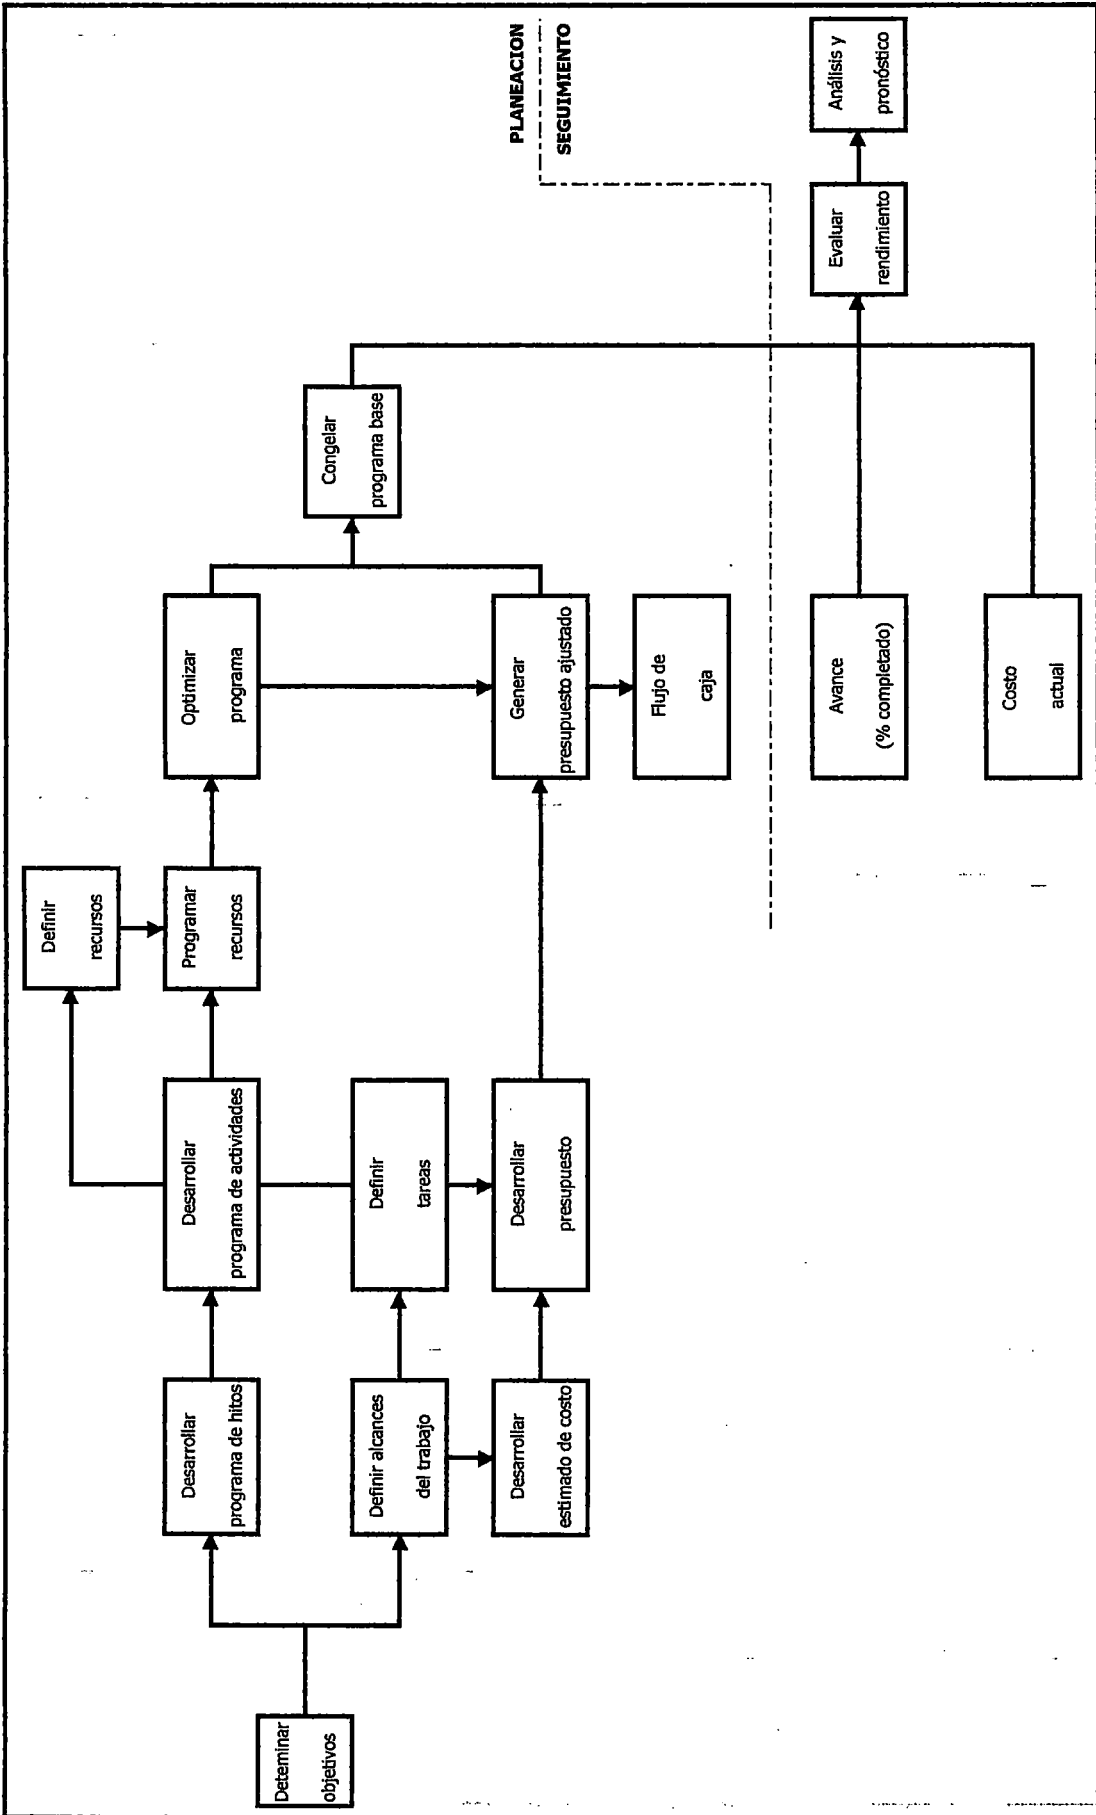 Deteminar
objetivos
Desarrollar
programa de hitos
Definir alcances
del trabajo
Desarrollar
estimado de costo
Desarrollar
programa de actividades
Definir
tareas
Desarrollar
presupuesto
Definir
recursos
Programar
recursos
Optimizar
programa
Generar
presupuesto ajustado
Flujo de
caja
Congelar
programa base
PLANEACION
SEGUIMIENTO
Avance
(% completado)
Costo
actual
Evaluar
rendimiento
Análisis y
pronóstico